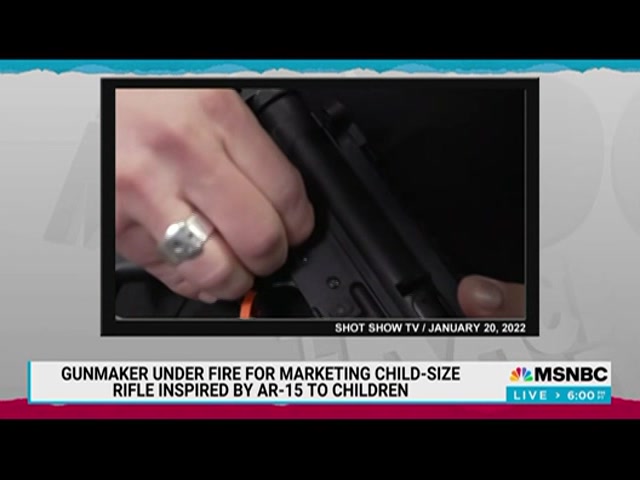 SHOT SHOW TV / JANUARY 20, 2022
GUNMAKER UNDER FIRE FOR MARKETING CHILD-SIZE
RIFLE INSPIRED BY AR-15 TO CHILDREN
MSNBC
LIVE > 6:00